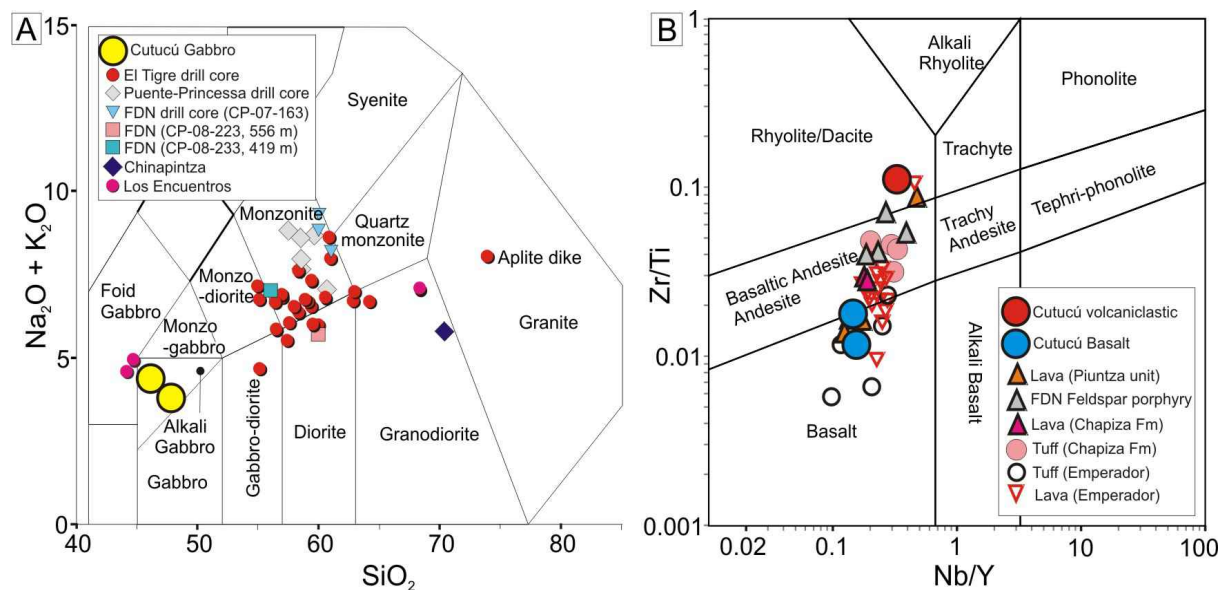 A
15
10
5
0
Na2O + K2O
40
50
60
70
80
SiO2
Cutucú Gabbro
El Tigre drill core
Puente-Princessa drill core
FDN drill core (CP-07-163)
FDN (CP-08-223, 556 m)
FDN (CP-08-233, 419 m)
Chinapintza
Los Encuentros
Syenite
Monzonite
Quartz
monzonite
Aplite dike
Monzo
-diorite
Foid
Gabbro
Monzo
-gabbro
Granite
Alkali
Gabbro
Gabbro
Gabbro-diorite
Diorite
Granodiorite
B
1
0.1
0.01
0.001
Zr/Ti
0.02
0.1
1
10
100
Nb/Y
Alkali
Rhyolite
Phonolite
Rhyolite/Dacite
Trachyte
Tephri-phonolite
Trachy
Andesite
Basaltic Andesite
Andesite
Basalt
Alkali Basalt
Cutucú volcaniclastic
Cutucú Basalt
Lava (Piuntza unit)
FDN Feldspar porphyry
Lava (Chapiza Fm)
Tuff (Chapiza Fm)
Tuff (Emperador)
Lava (Emperador)